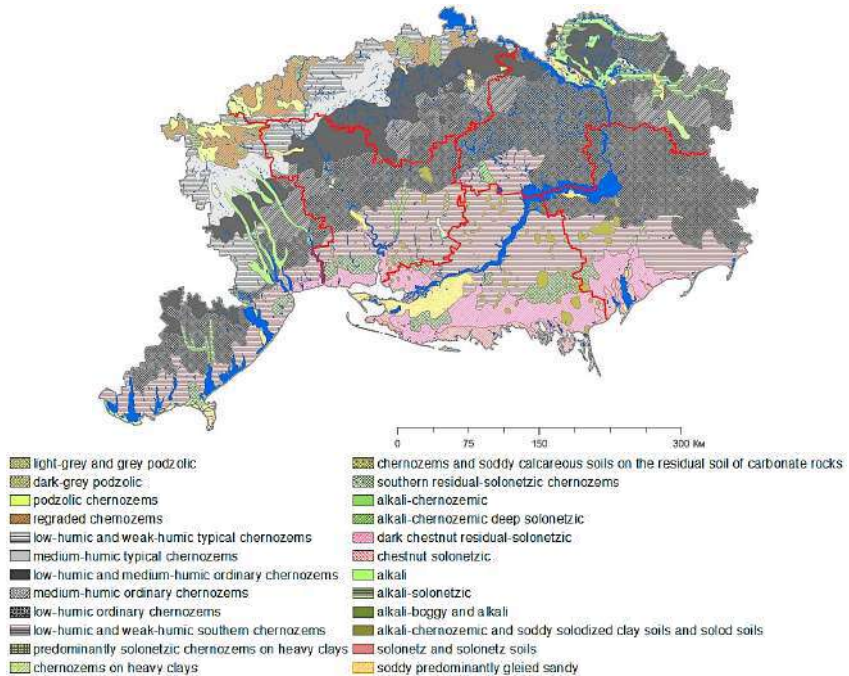 0 75 150 300 Км
light-grey and grey podzolic
dark-grey podzolic
podzolic chernozems
regraded chernozems
low-humic and weak-humic typical chernozems
medium-humic typical chernozems
low-humic and medium-humic ordinary chernozems
medium-humic ordinary chernozems
low-humic ordinary chernozems
low-humic and weak-humic southern chernozems
predominantly solonetzic chernozems on heavy clays
chernozems on heavy clays
chernozems and soddy calcareous soils on the residual soil of carbonate rocks
southern residual-solonetzic chernozems
alkali-chernozemic
alkali-chernozemic deep solonetzic
dark chestnut residual-solonetzic
chestnut solonetzic
alkali
alkali-solonetzic
alkali-boggy and alkali
alkali-chernozemic and soddy solodized clay soils and solod soils
solonetz and solonetz soils
soddy predominantly gleied sandy